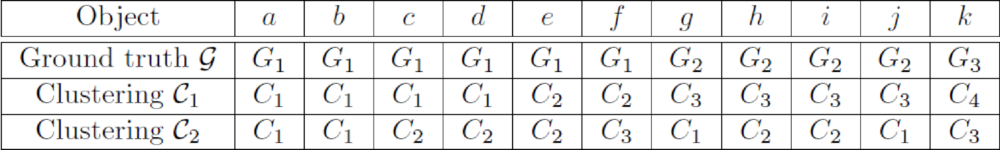 Object a b c d e f g h i j k
Ground truth 𝒢 G₁ G₁ G₁ G₁ G₁ G₁ G₂ G₂ G₂ G₂ G₃
Clustering 𝒞₁ C₁ C₁ C₁ C₁ C₂ C₂ C₃ C₃ C₃ C₃ C₄
Clustering 𝒞₂ C₁ C₁ C₂ C₂ C₂ C₃ C₁ C₂ C₂ C₁ C₃